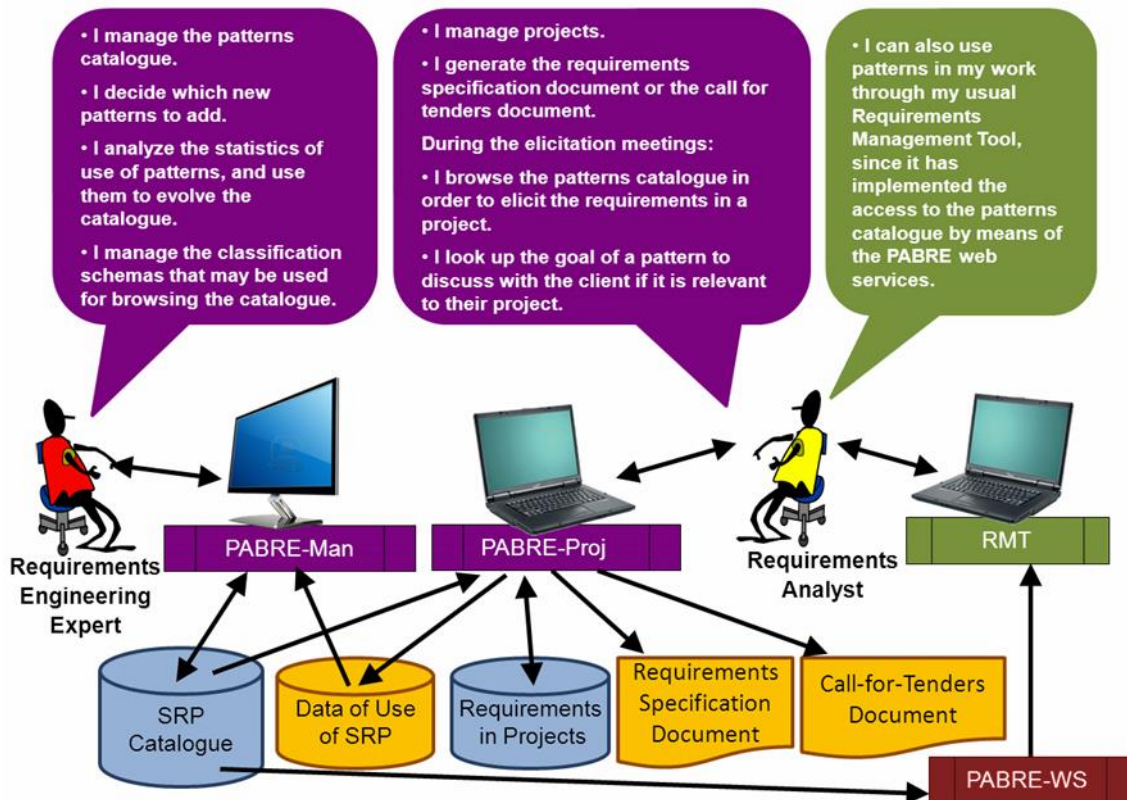 • I manage the patterns
catalogue.
• I decide which new
patterns to add.
• I analyze the statistics of
use of patterns, and use
them to evolve the
catalogue.
• I manage the classification
schemas that may be used
for browsing the catalogue.
• I manage projects.
• I generate the requirements
specification document or the call for
tenders document.
During the elicitation meetings:
• I browse the patterns catalogue in
order to elicit the requirements in a
project.
• I look up the goal of a pattern to
discuss with the client if it is relevant
to their project.
• I can also use
patterns in my work
through my usual
Requirements
Management Tool,
since it has
implemented the
access to the patterns
catalogue by means of
the PABRE web
services.
Requirements
Engineering
Expert
PABRE-Man
PABRE-Proj
Requirements
Analyst
RMT
SRP
Catalogue
Data of Use
of SRP
Requirements
in Projects
Requirements
Specification
Document
Call-for-Tenders
Document
PABRE-WS